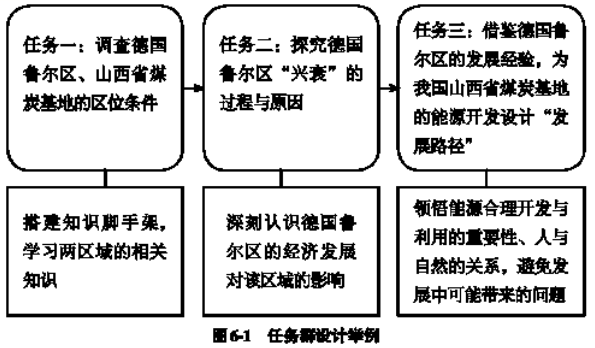 任务一：调查德国
鲁尔区、山西省煤
炭基地的区位条件
任务二：探究德国
鲁尔区“兴衰”的
过程与原因
任务三：借鉴德国鲁
尔区的发展经验，为
我国山西省煤炭基地
的能源开发设计“发
展路径”
搭建知识脚手架，
学习两区域的相关
知识
深刻认识德国鲁
尔区的经济发展
对该区域的影响
领悟能源合理开发与
利用的重要性、人与
自然的关系，避免发
展中可能带来的问题
图6-1 任务群设计举例